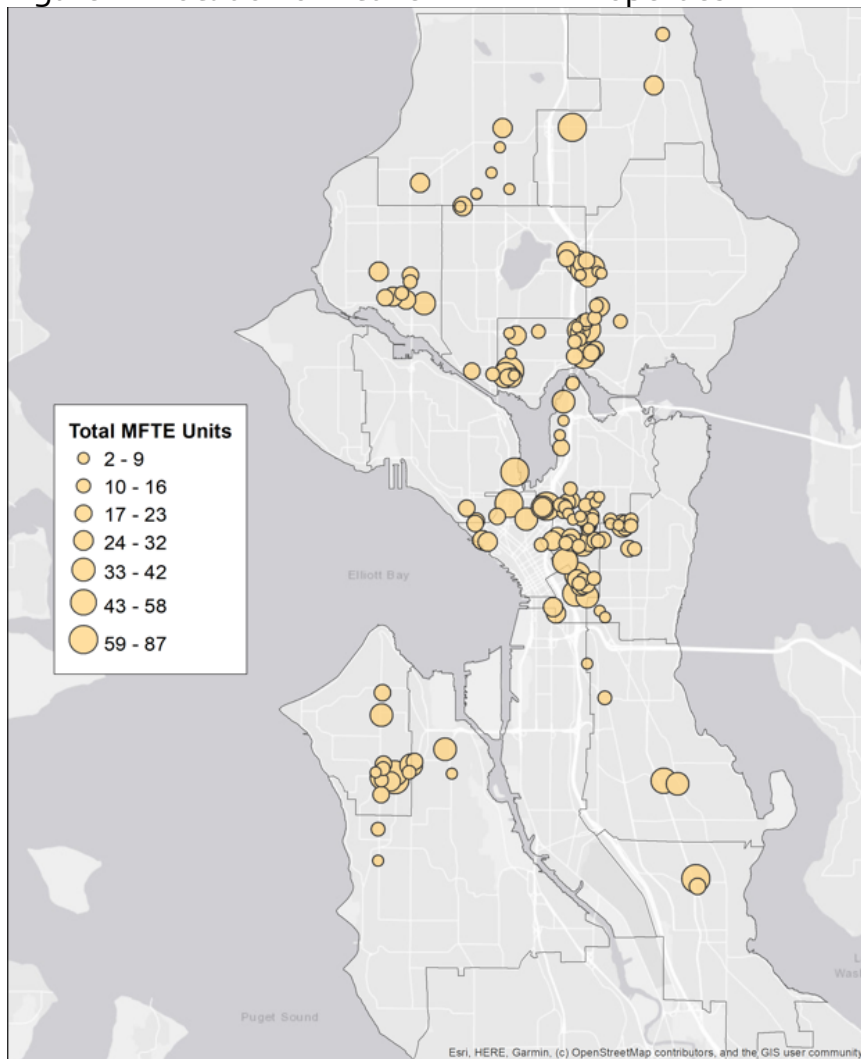 Total MFTE Units
2 - 9
10 - 16
17 - 23
24 - 32
33 - 42
43 - 58
59 - 87
Elliott Bay
Puget Sound
Esri, HERE, Garmin, (c) OpenStreetMap contributors, and the GIS user community